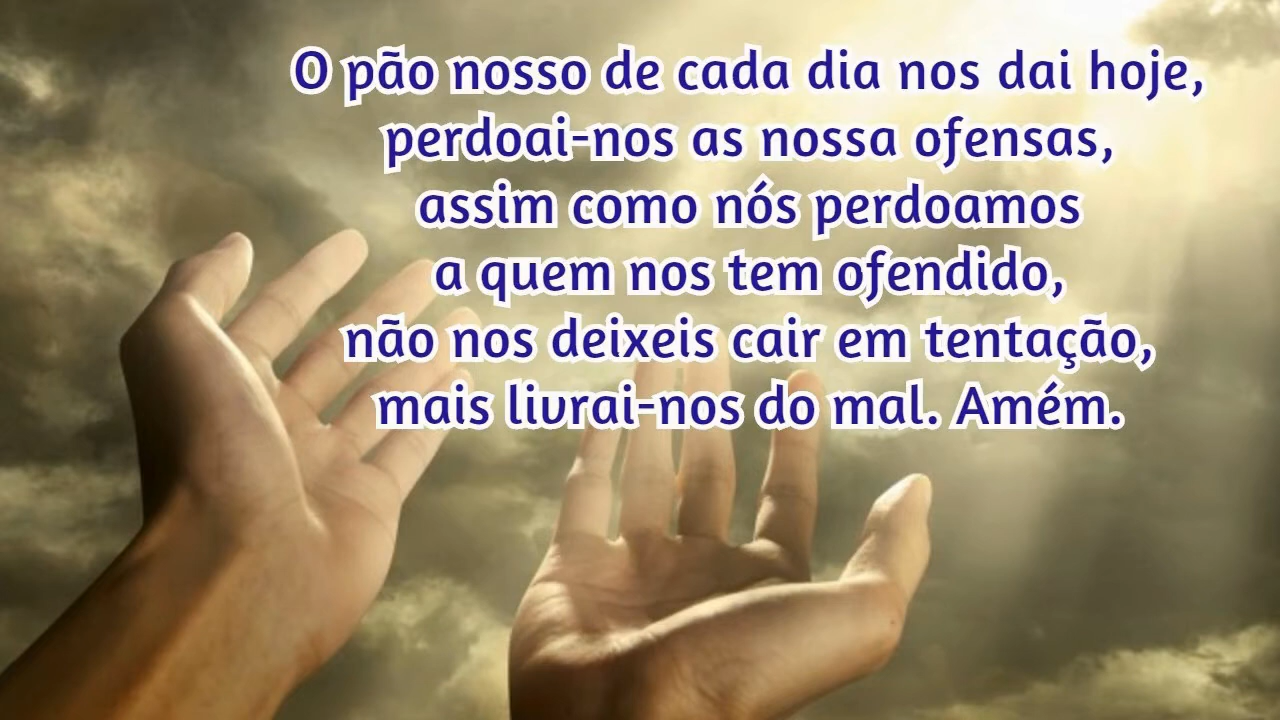 O pão nosso de cada dia nos dai hoje,
perdoai-nos as nossa ofensas,
assim como nós perdoamos
a quem nos tem ofendido,
não nos deixeis cair em tentação,
mais livrai-nos do mal. Amém.